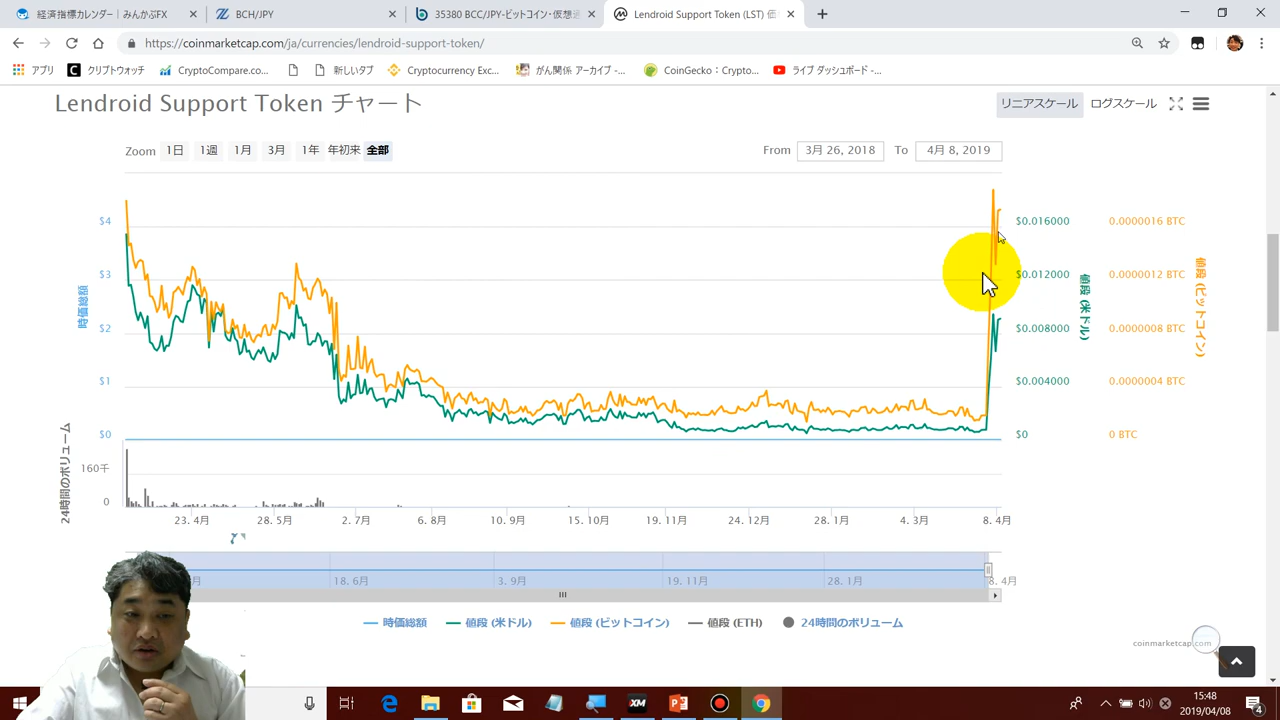 経済指標カレンダー | みんかぶFX
BCH/JPY
35380 BCC/JPY-ビットコイン・仮想通
Lendroid Support Token (LST) 価
https://coinmarketcap.com/ja/currencies/lendroid-support-token/
アプリ
クリプトウォッチ
CryptoCompare.co...
新しいタブ
Cryptocurrency Exc...
がん関係 アーカイブ -...
CoinGecko：Crypto...
ライブ ダッシュボード -...
Lendroid Support Token チャート
リニアスケール ログスケール
Zoom 1日 1週 1月 3月 1年 年初来 全部
From 3月 26, 2018 To 4月 8, 2019
$4 $0.016000 0.0000016 BTC
$3 $0.012000 0.0000012 BTC
$2 $0.008000 0.0000008 BTC
$1 $0.004000 0.0000004 BTC
$0 $0 0 BTC
時価総額
値段 (米ドル)
値段 (ビットコイン)
24時間のボリューム
160千
0
23. 4月 28. 5月 2. 7月 6. 8月 10. 9月 15. 10月 19. 11月 24. 12月 28. 1月 4. 3月 8. 4月
月 18. 6月 3. 9月 19. 11月 28. 1月 8. 4月
時価総額 値段 (米ドル) 値段 (ビットコイン) 値段 (ETH) 24時間のボリューム
coinmarketcap.com
XM
15:48
2019/04/08
4